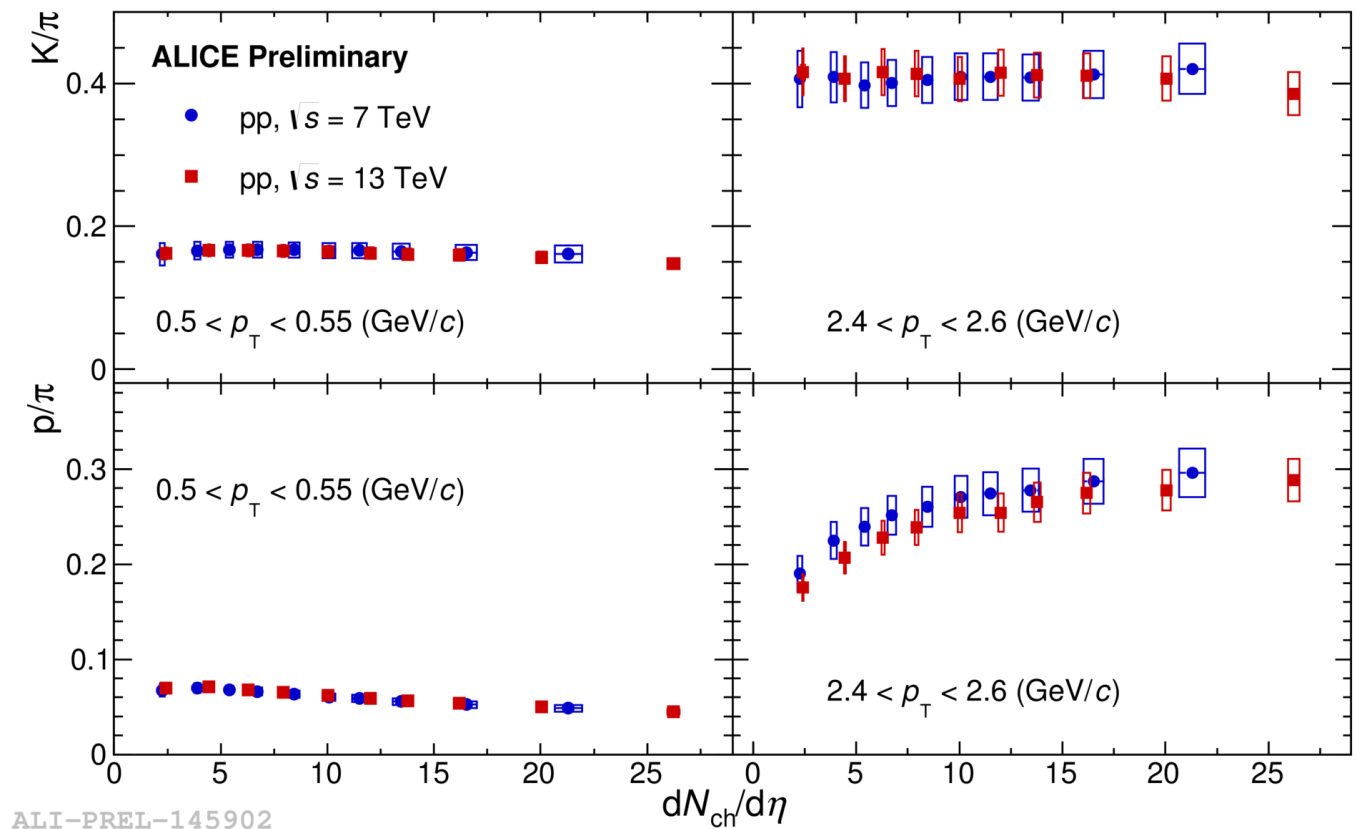 K/π
ALICE Preliminary
pp, √s = 7 TeV
pp, √s = 13 TeV
0.4
0.2
0
0.5 < p_T < 0.55 (GeV/c)
2.4 < p_T < 2.6 (GeV/c)
p/π
0.3
0.2
0.1
0
0.5 < p_T < 0.55 (GeV/c)
2.4 < p_T < 2.6 (GeV/c)
0 5 10 15 20 25
0 5 10 15 20 25
dN_ch/dη
ALI-PREL-145902